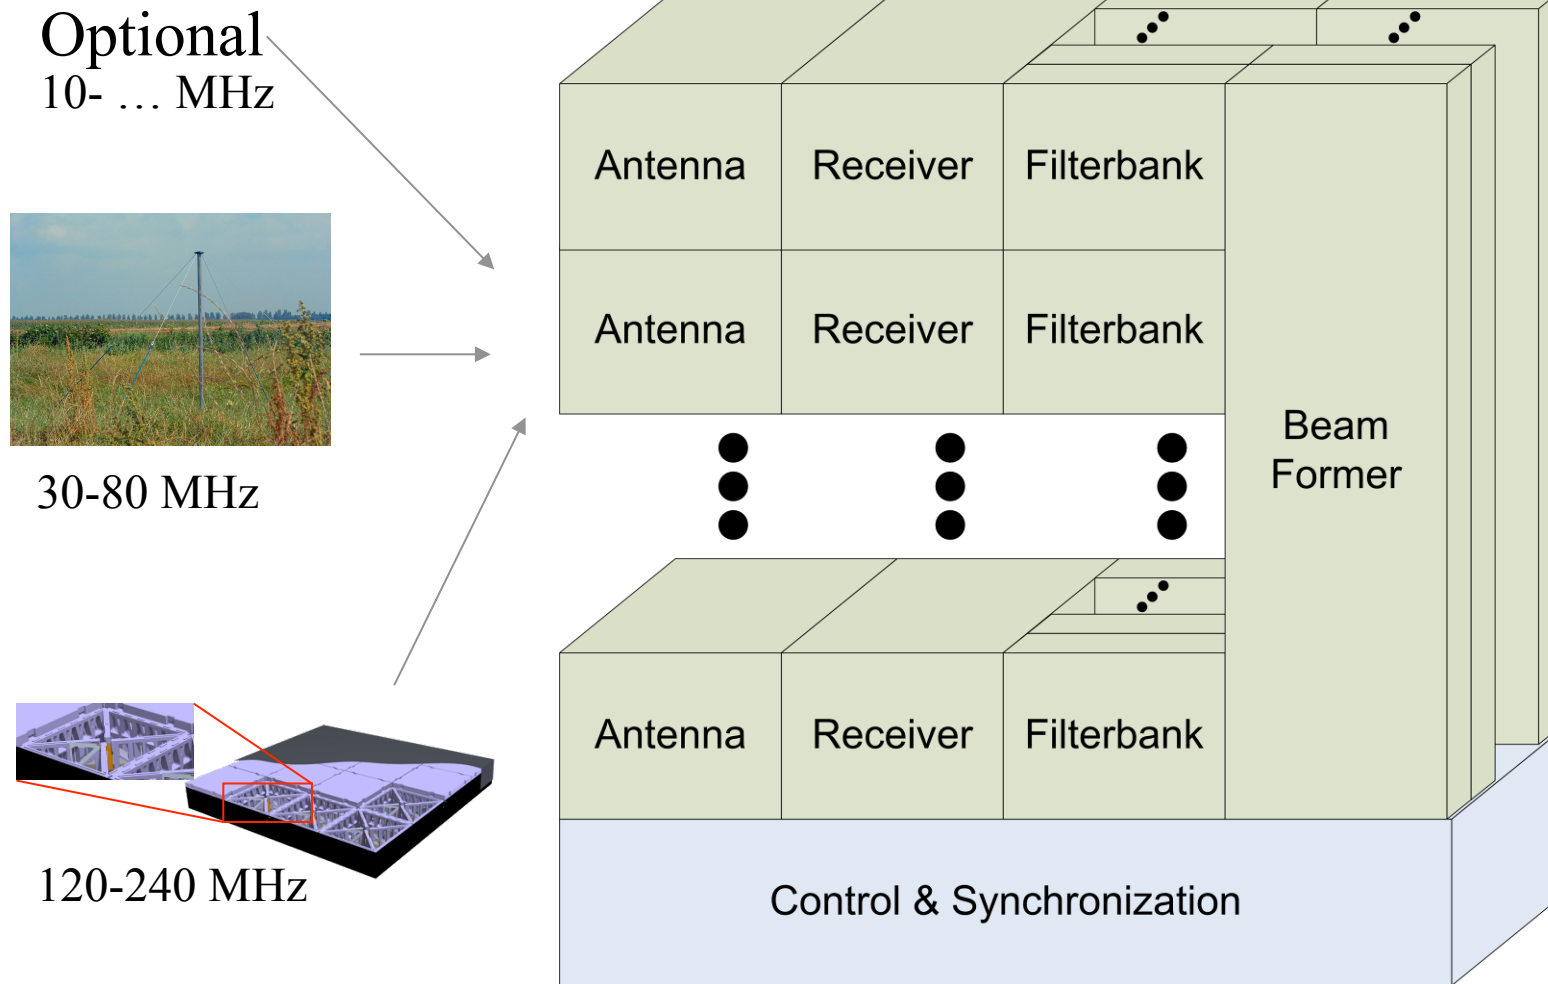 Optional
10- … MHz
30-80 MHz
120-240 MHz
Antenna Receiver Filterbank
Antenna Receiver Filterbank
Beam
Former
Antenna Receiver Filterbank
Control & Synchronization